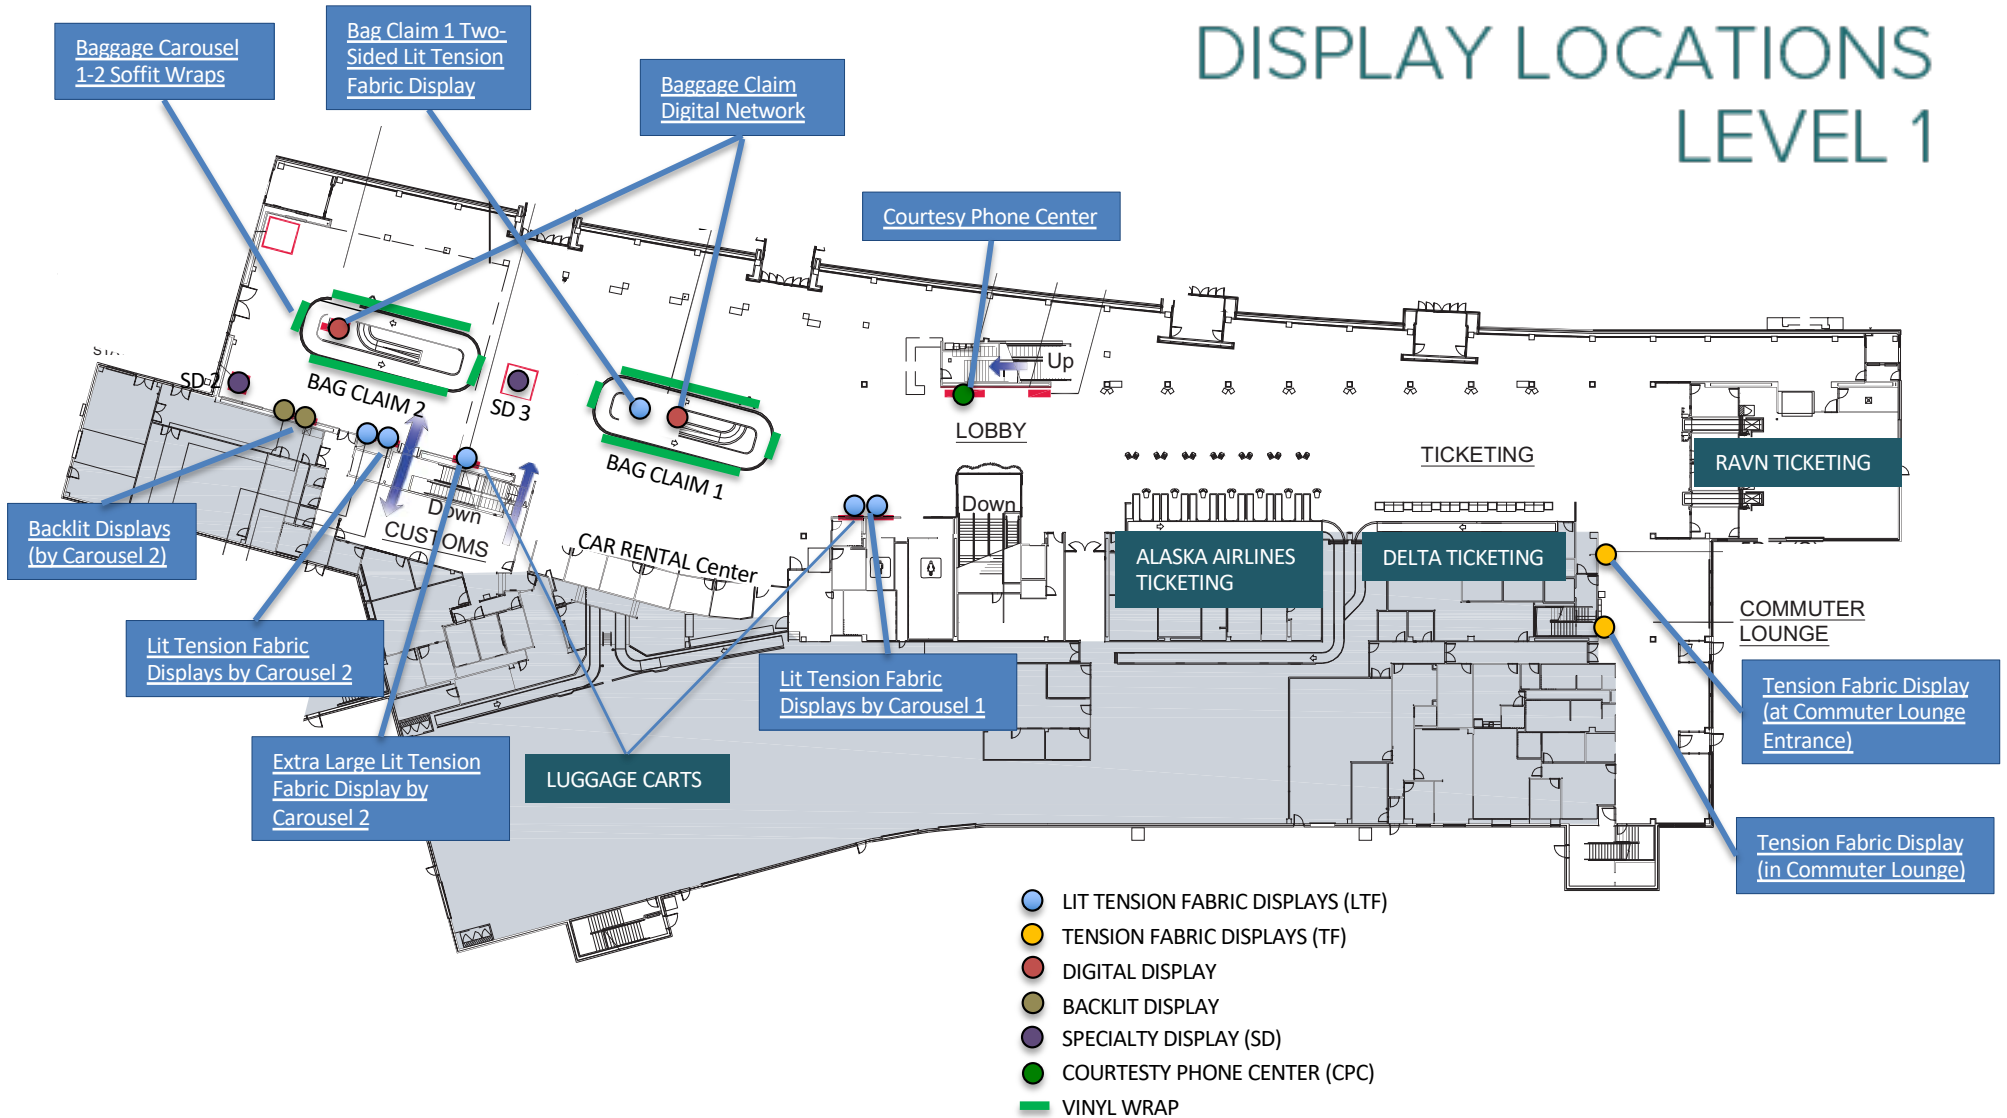 DISPLAY LOCATIONS
LEVEL 1
Baggage Carousel
1-2 Soffit Wraps
Bag Claim 1 Two-
Sided Lit Tension
Fabric Display
Baggage Claim
Digital Network
Courtesy Phone Center
Up
SD 2
BAG CLAIM 2
SD 3
BAG CLAIM 1
LOBBY
TICKETING
RAVN TICKETING
Down
CUSTOMS
Down
CAR RENTAL Center
ALASKA AIRLINES
TICKETING
DELTA TICKETING
COMMUTER
LOUNGE
Backlit Displays
(by Carousel 2)
Lit Tension Fabric
Displays by Carousel 2
Extra Large Lit Tension
Fabric Display by
Carousel 2
LUGGAGE CARTS
Lit Tension Fabric
Displays by Carousel 1
Tension Fabric Display
(at Commuter Lounge
Entrance)
Tension Fabric Display
(in Commuter Lounge)
LIT TENSION FABRIC DISPLAYS (LTF)
TENSION FABRIC DISPLAYS (TF)
DIGITAL DISPLAY
BACKLIT DISPLAY
SPECIALTY DISPLAY (SD)
COURTESTY PHONE CENTER (CPC)
VINYL WRAP